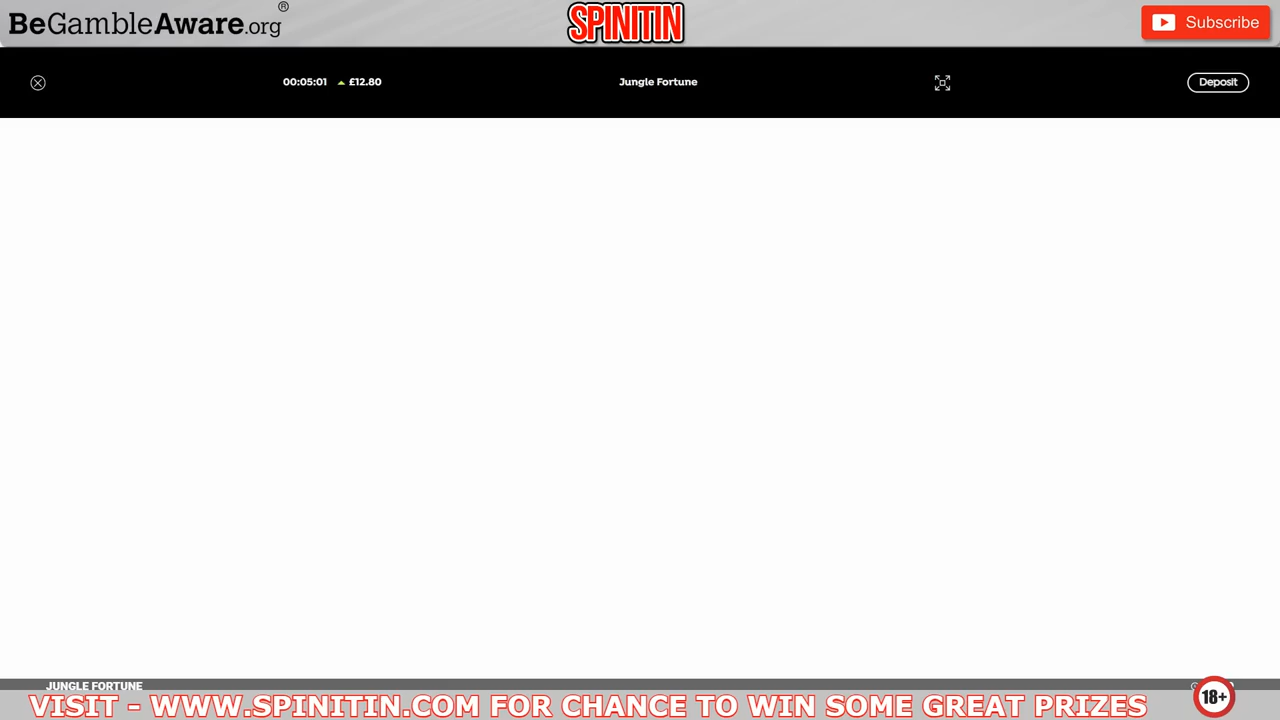 BeGambleAware.org®
SPINITIN
Subscribe
00:05:01 £12.80
Jungle Fortune
Deposit
JUNGLE FORTUNE
VISIT - WWW.SPINITIN.COM FOR CHANCE TO WIN SOME GREAT PRIZES
18+